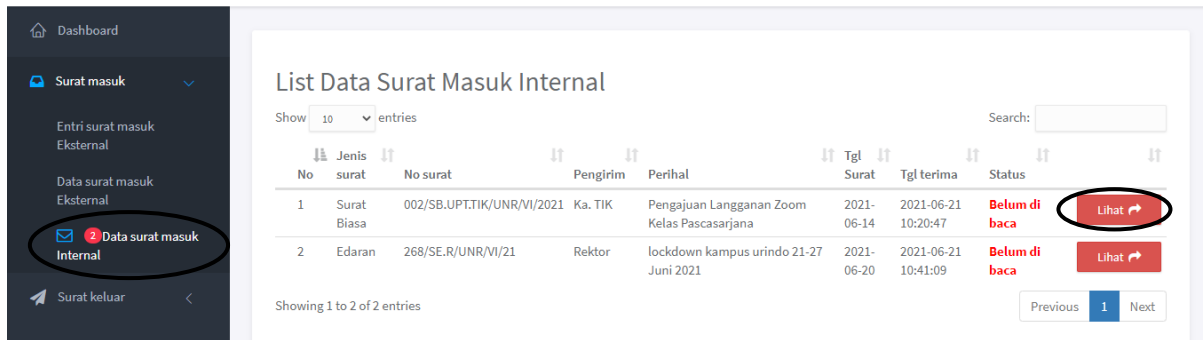 Dashboard
Surat masuk
Entri surat masuk
Eksternal
Data surat masuk
Eksternal
2 Data surat masuk
Internal
Surat keluar
List Data Surat Masuk Internal
Show 10 entries
Search:
No Jenis surat No surat Pengirim Perihal Tgl Surat Tgl terima Status
1 Surat Biasa 002/SB.UPT.TIK/UNR/VI/2021 Ka. TIK Pengajuan Langganan Zoom Kelas Pascasarjana 2021-06-14 2021-06-21 10:20:47 Belum di baca Lihat
2 Edaran 268/SE.R/UNR/VI/21 Rektor lockdown kampus urindo 21-27 Juni 2021 2021-06-20 2021-06-21 10:41:09 Belum di baca Lihat
Showing 1 to 2 of 2 entries
Previous 1 Next